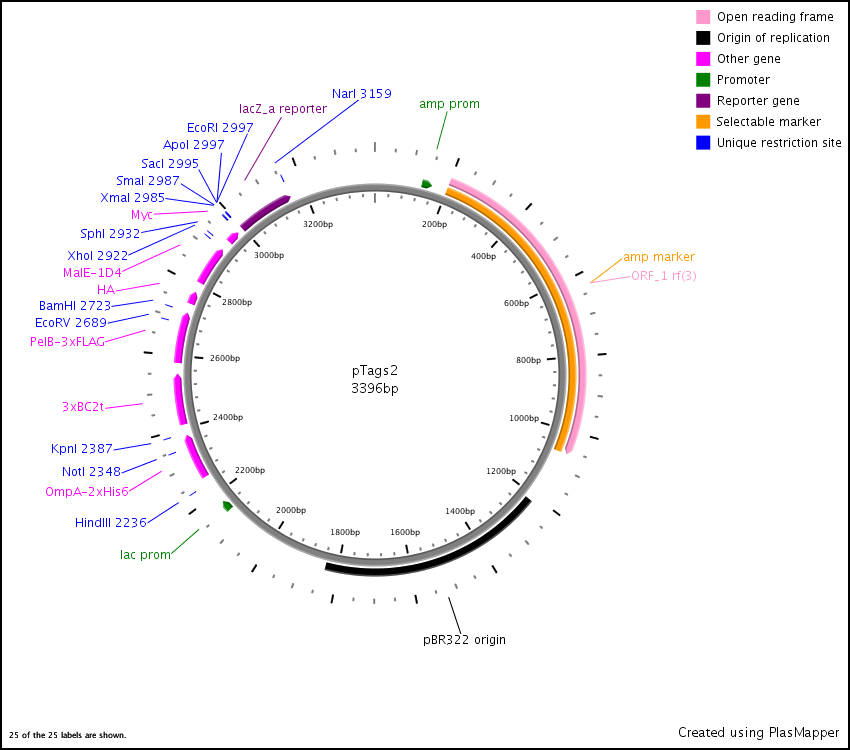 Open reading frame
Origin of replication
Other gene
Promoter
Reporter gene
Selectable marker
Unique restriction site
NarI 3159
lacZ_a reporter
amp prom
EcoRI 2997
ApoI 2997
SacI 2995
SmaI 2987
XmaI 2985
Myc
SphI 2932
XhoI 2922
MalE-1D4
HA
BamHI 2723
EcoRV 2689
PelB-3xFLAG
3xBC2t
KpnI 2387
NotI 2348
OmpA-2xHis6
HindIII 2236
lac prom
pBR322 origin
amp marker
ORF_1 rf(3)
200bp
400bp
600bp
800bp
1000bp
1200bp
1400bp
1600bp
1800bp
2000bp
2200bp
2400bp
2600bp
2800bp
3000bp
3200bp
pTags2
3396bp
25 of the 25 labels are shown.
Created using PlasMapper